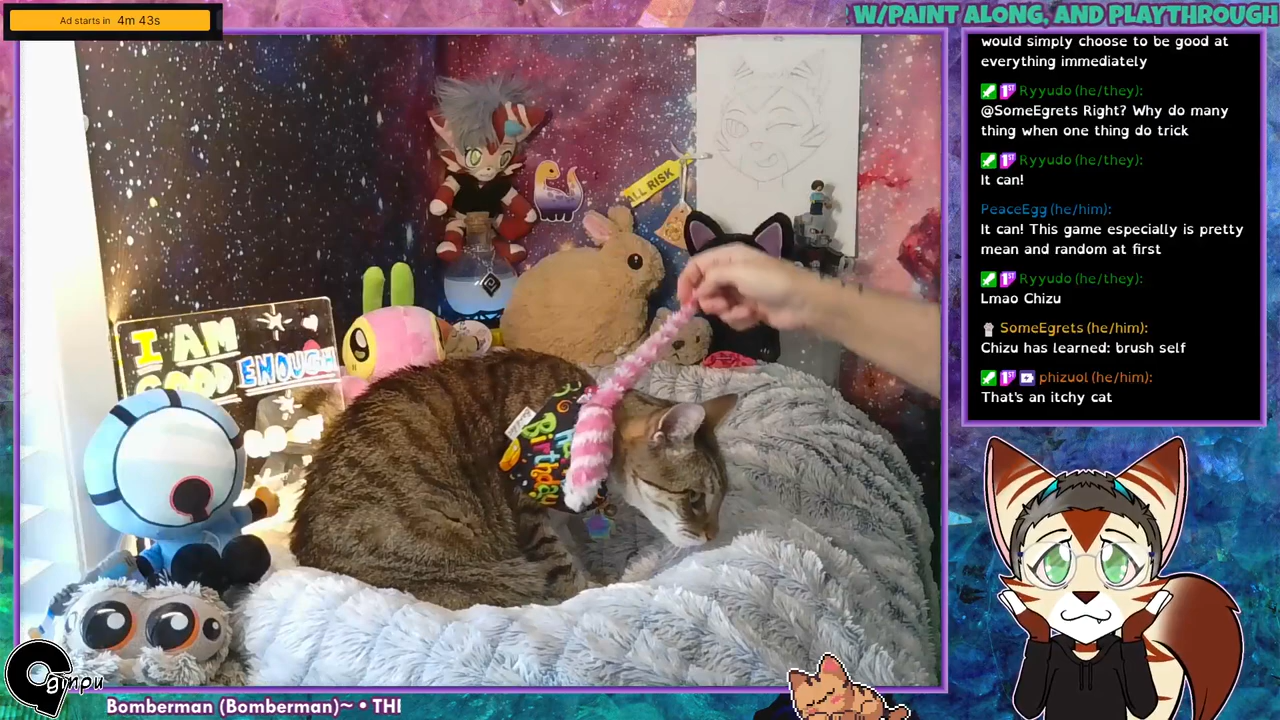 Ad starts in 4m 43s
W/PAINT ALONG, AND PLAYTHROUGH
would simply choose to be good at
everything immediately
Ryyudo (he/they):
@SomeEgrets Right? Why do many
thing when one thing do trick
Ryyudo (he/they):
It can!
PeaceEgg (he/him):
It can! This game especially is pretty
mean and random at first
Ryyudo (he/they):
Lmao Chizu
SomeEgrets (he/him):
Chizu has learned: brush self
phizuol (he/him):
That's an itchy cat
ALL RISK
I AM
GOOD ENOUGH
Birthday
ginpu
Bomberman (Bomberman)~ • THI